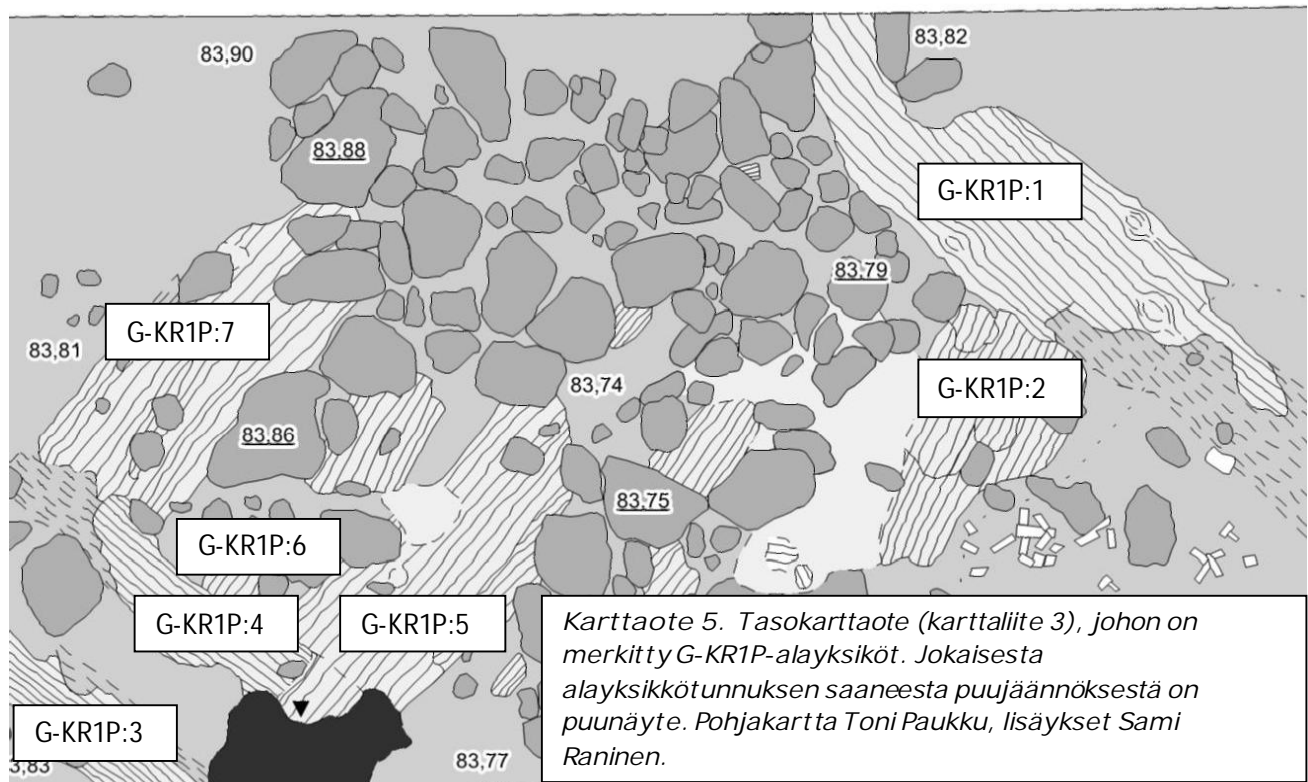 83,90
83,82
83,88
G-KR1P:1
83,79
G-KR1P:7
83,81
83,74
G-KR1P:2
83,86
83,75
G-KR1P:6
G-KR1P:4
G-KR1P:5
Karttaote 5. Tasokarttaote (karttaliite 3), johon on
merkitty G-KR1P-alayksiköt. Jokaisesta
alayksikkötunnuksen saaneesta puujäännöksestä on
puunäyte. Pohjakartta Toni Paukku, lisäykset Sami
Raninen.
G-KR1P:3
3,83
83,77